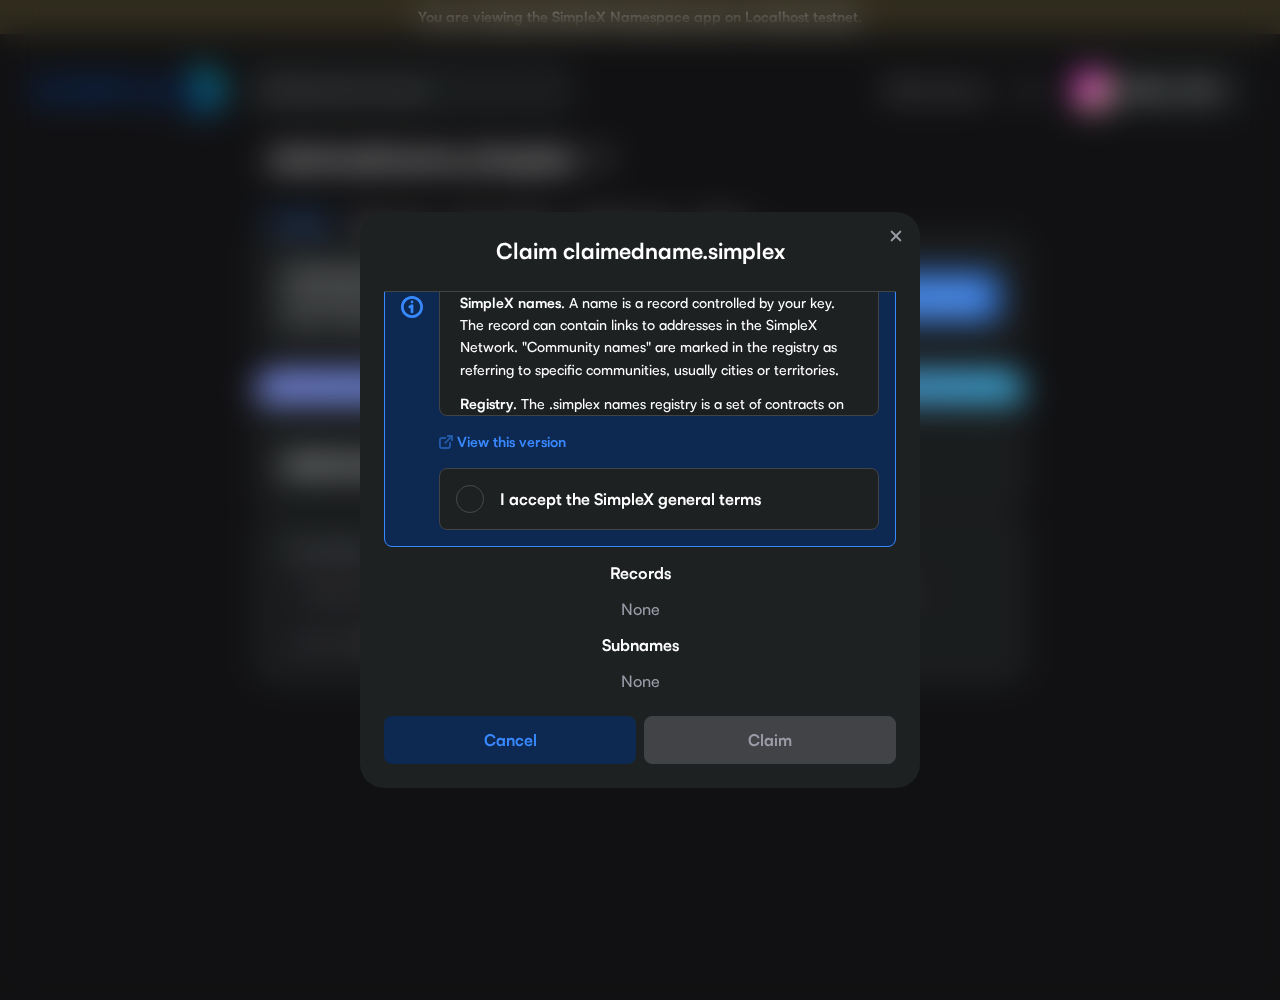 You are viewing the SimpleX Namespace app on Localhost testnet.
Claim claimedname.simplex
SimpleX names. A name is a record controlled by your key.
The record can contain links to addresses in the SimpleX
Network. "Community names" are marked in the registry as
referring to specific communities, usually cities or territories.
Registry. The .simplex names registry is a set of contracts on
View this version
I accept the SimpleX general terms
Records
None
Subnames
None
Cancel
Claim